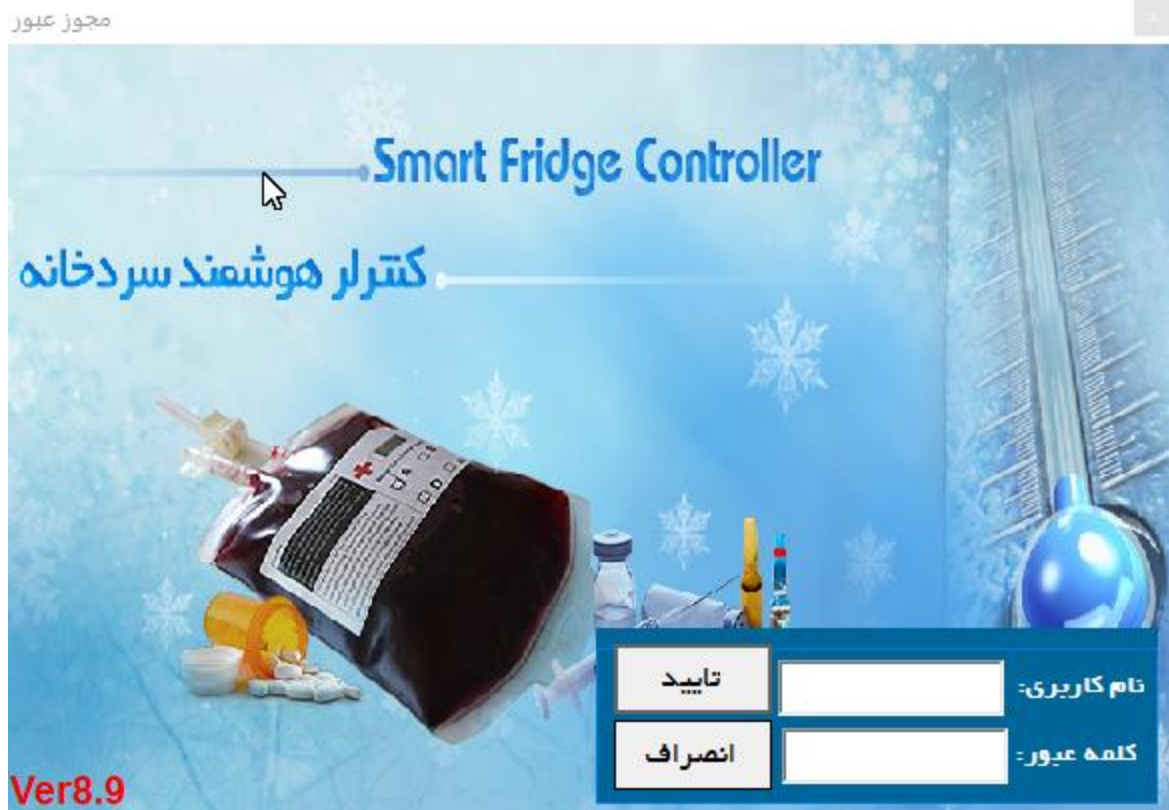 مجوز عبور
Smart Fridge Controller
کنترلر هوشمند سردخانه
نام کاربری:
تایید
کلمه عبور:
انصراف
Ver8.9